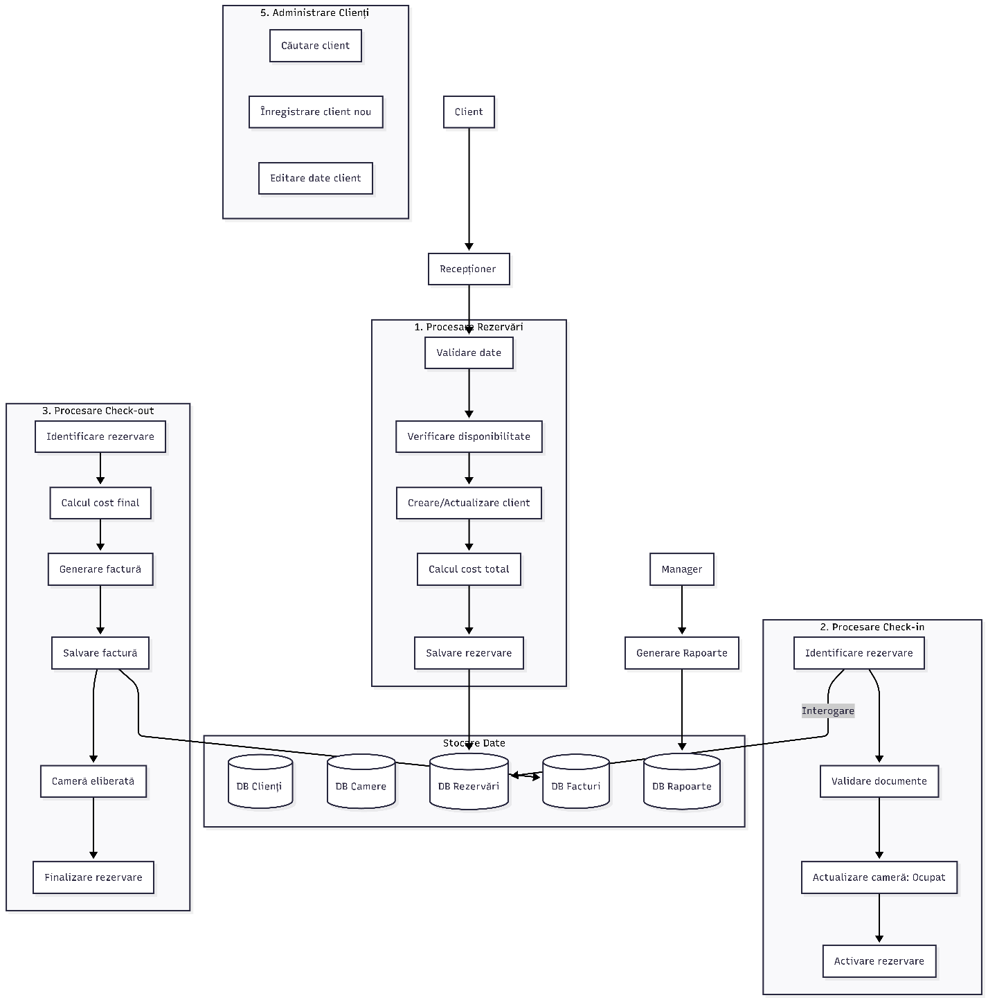 5. Administrare Clienți
Căutare client
Înregistrare client nou
Editare date client
Client
Recepționer
1. Procesare Rezervări
Validare date
Verificare disponibilitate
Creare/Actualizare client
Calcul cost total
Salvare rezervare
3. Procesare Check-out
Identificare rezervare
Calcul cost final
Generare factură
Salvare factură
Cameră eliberată
Finalizare rezervare
Manager
Generare Rapoarte
2. Procesare Check-in
Identificare rezervare
Interogare
Validare documente
Actualizare cameră: Ocupat
Activare rezervare
Stocare Date
DB Clienți
DB Camere
DB Rezervări
DB Facturi
DB Rapoarte